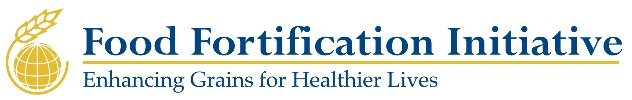 Food Fortification Initiative
Enhancing Grains for Healthier Lives